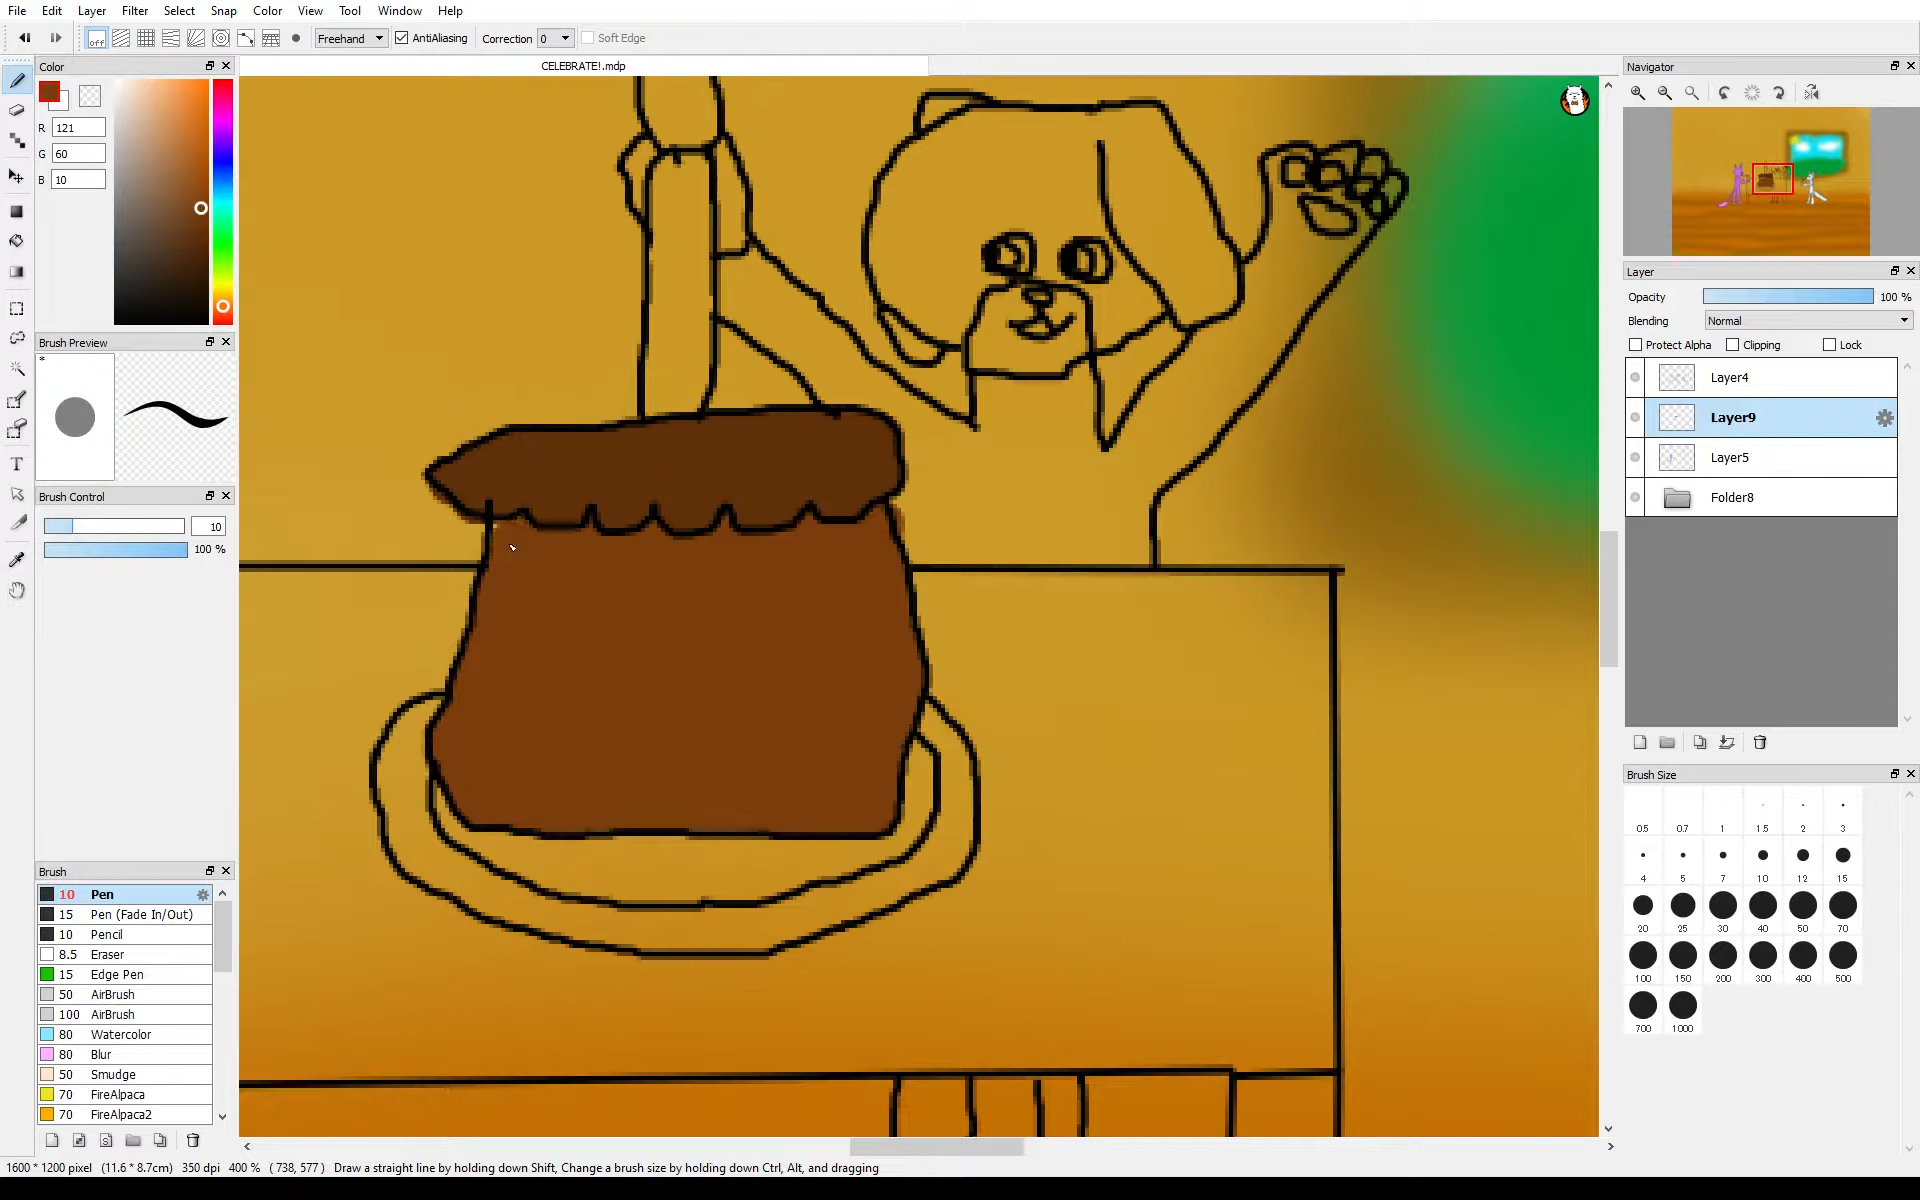 File Edit Layer Filter Select Snap Color View Tool Window Help
off Freehand AntiAliasing Correction 0 Soft Edge
Color
CELEBRATE!.mdp
Navigator
R 121
G 60
B 10
Layer
Opacity 100 %
Blending Normal
Protect Alpha Clipping Lock
Brush Preview
*
Layer4
Layer9
Layer5
Folder8
Brush Control
10
100 %
Brush Size
0.5 0.7 1 1.5 2 3
4 5 7 10 12 15
20 25 30 40 50 70
100 150 200 300 400 500
700 1000
Brush
10 Pen
15 Pen (Fade In/Out)
10 Pencil
8.5 Eraser
15 Edge Pen
50 AirBrush
100 AirBrush
80 Watercolor
80 Blur
50 Smudge
70 FireAlpaca
70 FireAlpaca2
T
S
1600 * 1200 pixel (11.6 * 8.7cm) 350 dpi 400 % ( 738, 577 ) Draw a straight line by holding down Shift, Change a brush size by holding down Ctrl, Alt, and dragging